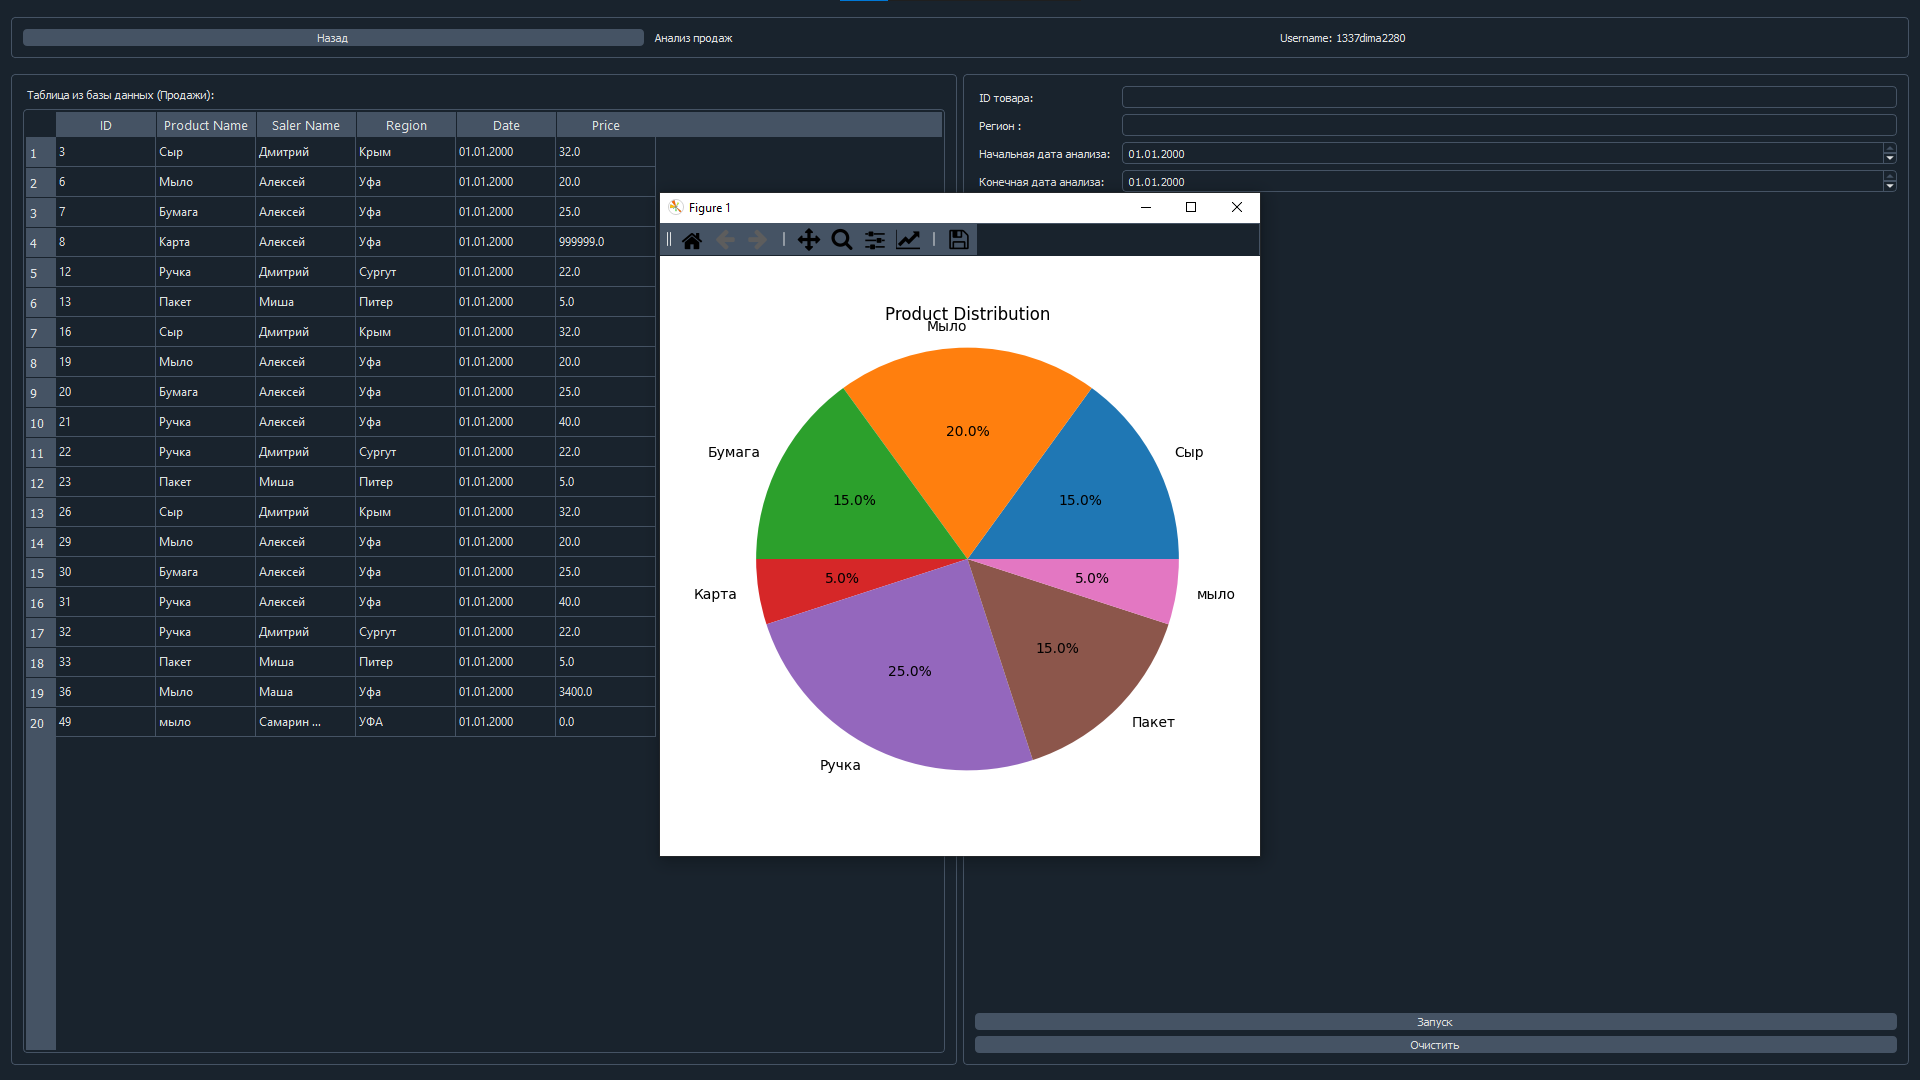 Назад Анализ продаж Username: 1337dima2280
Таблица из базы данных (Продажи):
ID Product Name Saler Name Region Date Price
1 3 Сыр Дмитрий Крым 01.01.2000 32.0
2 6 Мыло Алексей Уфа 01.01.2000 20.0
3 7 Бумага Алексей Уфа 01.01.2000 25.0
4 8 Карта Алексей Уфа 01.01.2000 999999.0
5 12 Ручка Дмитрий Сургут 01.01.2000 22.0
6 13 Пакет Миша Питер 01.01.2000 5.0
7 16 Сыр Дмитрий Крым 01.01.2000 32.0
8 19 Мыло Алексей Уфа 01.01.2000 20.0
9 20 Бумага Алексей Уфа 01.01.2000 25.0
10 21 Ручка Алексей Уфа 01.01.2000 40.0
11 22 Ручка Дмитрий Сургут 01.01.2000 22.0
12 23 Пакет Миша Питер 01.01.2000 5.0
13 26 Сыр Дмитрий Крым 01.01.2000 32.0
14 29 Мыло Алексей Уфа 01.01.2000 20.0
15 30 Бумага Алексей Уфа 01.01.2000 25.0
16 31 Ручка Алексей Уфа 01.01.2000 40.0
17 32 Ручка Дмитрий Сургут 01.01.2000 22.0
18 33 Пакет Миша Питер 01.01.2000 5.0
19 36 Мыло Маша Уфа 01.01.2000 3400.0
20 49 мыло Самарин ... УФА 01.01.2000 0.0
ID товара:
Регион :
Начальная дата анализа: 01.01.2000
Конечная дата анализа: 01.01.2000
Figure 1
Product Distribution
Мыло
20.0%
Бумага
Сыр
15.0%
15.0%
5.0%
5.0%
Карта
мыло
15.0%
25.0%
Пакет
Ручка
Запуск
Очистить